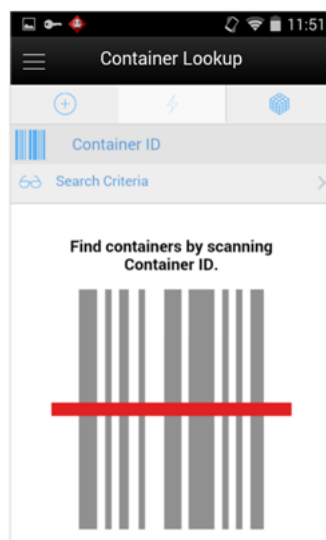 11:51
Container Lookup
Container ID
Search Criteria
Find containers by scanning
Container ID.